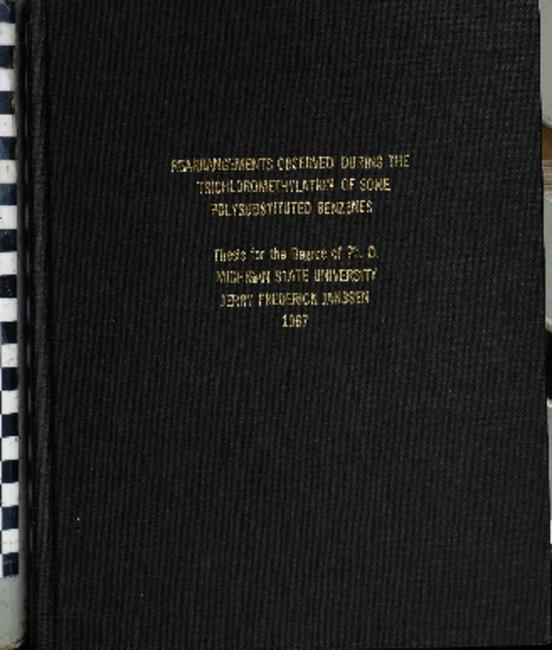 REARRANGEMENTS OBSERVED DURING THE
TRICHLOROMETHYLATION OF SOME
POLYSUBSTITUTED BENZENES
Thesis for the Degree of Ph. D.
MICHIGAN STATE UNIVERSITY
JERRY FREDERICK JANSSEN
1967